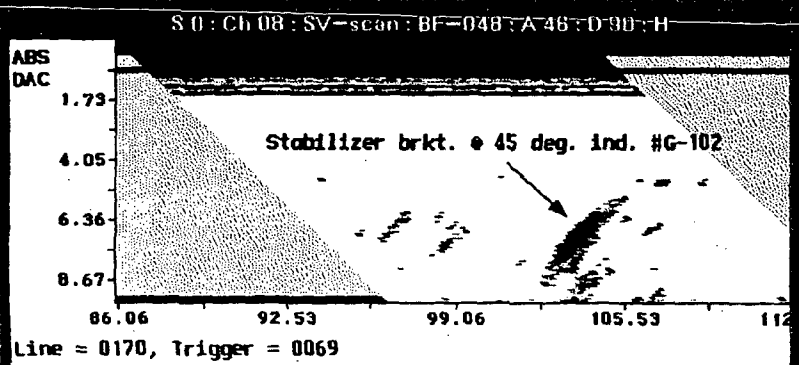 S 0 : Ch 08 : SV-scan : BF-048 : A 46 : D 90 : H
ABS
DAC
1.73
Stabilizer brkt. @ 45 deg. ind. #G-102
4.05
6.36
8.67
86.06 92.53 99.06 105.53 112
Line = 0170, Trigger = 0069